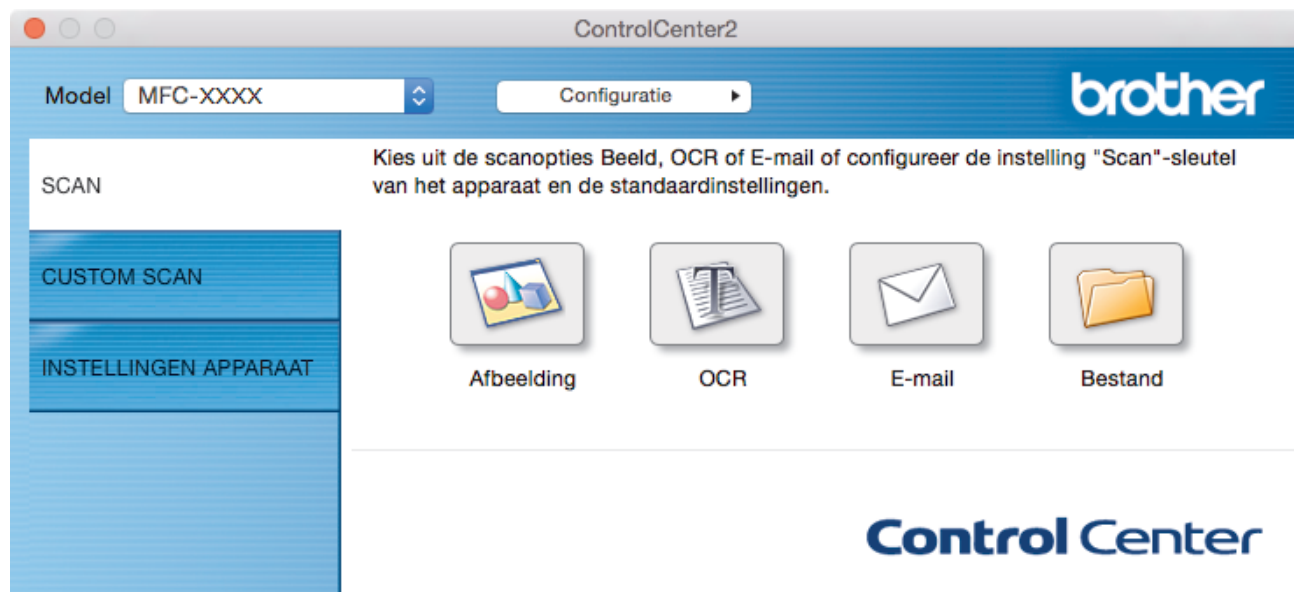 ControlCenter2
Model MFC-XXXX Configuratie brother
Kies uit de scanopties Beeld, OCR of E-mail of configureer de instelling "Scan"-sleutel
van het apparaat en de standaardinstellingen.
SCAN
CUSTOM SCAN
INSTELLINGEN APPARAAT
Afbeelding OCR E-mail Bestand
Control Center